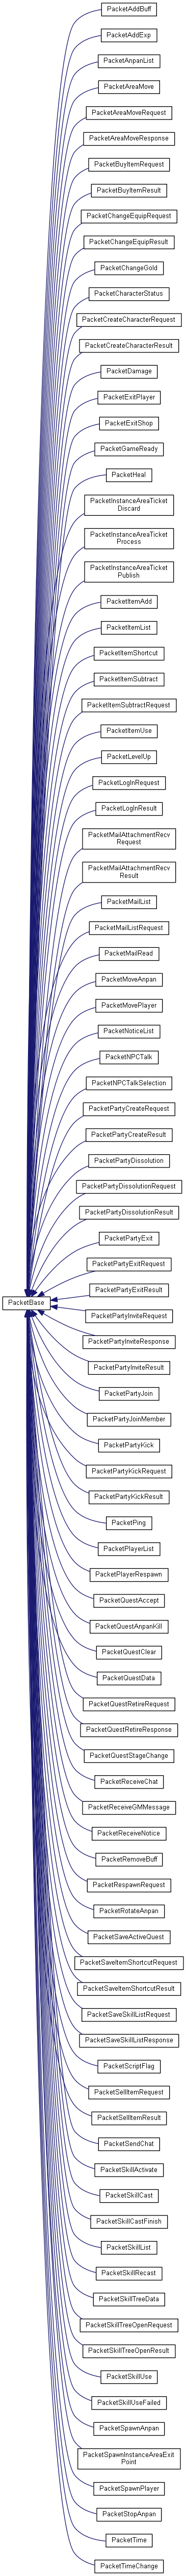 PacketAddBuff
PacketAddExp
PacketAnpanList
PacketAreaMove
PacketAreaMoveRequest
PacketAreaMoveResponse
PacketBuyItemRequest
PacketBuyItemResult
PacketChangeEquipRequest
PacketChangeEquipResult
PacketChangeGold
PacketCharacterStatus
PacketCreateCharacterRequest
PacketCreateCharacterResult
PacketDamage
PacketExitPlayer
PacketExitShop
PacketGameReady
PacketHeal
PacketInstanceAreaTicket
Discard
PacketInstanceAreaTicket
Process
PacketInstanceAreaTicket
Publish
PacketItemAdd
PacketItemList
PacketItemShortcut
PacketItemSubtract
PacketItemSubtractRequest
PacketItemUse
PacketLevelUp
PacketLogInRequest
PacketLogInResult
PacketMailAttachmentRecv
Request
PacketMailAttachmentRecv
Result
PacketMailList
PacketMailListRequest
PacketMailRead
PacketMoveAnpan
PacketMovePlayer
PacketNoticeList
PacketNPCTalk
PacketNPCTalkSelection
PacketPartyCreateRequest
PacketPartyCreateResult
PacketPartyDissolution
PacketPartyDissolutionRequest
PacketPartyDissolutionResult
PacketPartyExit
PacketPartyExitRequest
PacketPartyExitResult
PacketBase
PacketPartyInviteRequest
PacketPartyInviteResponse
PacketPartyInviteResult
PacketPartyJoin
PacketPartyJoinMember
PacketPartyKick
PacketPartyKickRequest
PacketPartyKickResult
PacketPing
PacketPlayerList
PacketPlayerRespawn
PacketQuestAccept
PacketQuestAnpanKill
PacketQuestClear
PacketQuestData
PacketQuestRetireRequest
PacketQuestRetireResponse
PacketQuestStageChange
PacketReceiveChat
PacketReceiveGMMessage
PacketReceiveNotice
PacketRemoveBuff
PacketRespawnRequest
PacketRotateAnpan
PacketSaveActiveQuest
PacketSaveItemShortcutRequest
PacketSaveItemShortcutResult
PacketSaveSkillListRequest
PacketSaveSkillListResponse
PacketScriptFlag
PacketSellItemRequest
PacketSellItemResult
PacketSendChat
PacketSkillActivate
PacketSkillCast
PacketSkillCastFinish
PacketSkillList
PacketSkillRecast
PacketSkillTreeData
PacketSkillTreeOpenRequest
PacketSkillTreeOpenResult
PacketSkillUse
PacketSkillUseFailed
PacketSpawnAnpan
PacketSpawnInstanceAreaExit
Point
PacketSpawnPlayer
PacketStopAnpan
PacketTime
PacketTimeChange